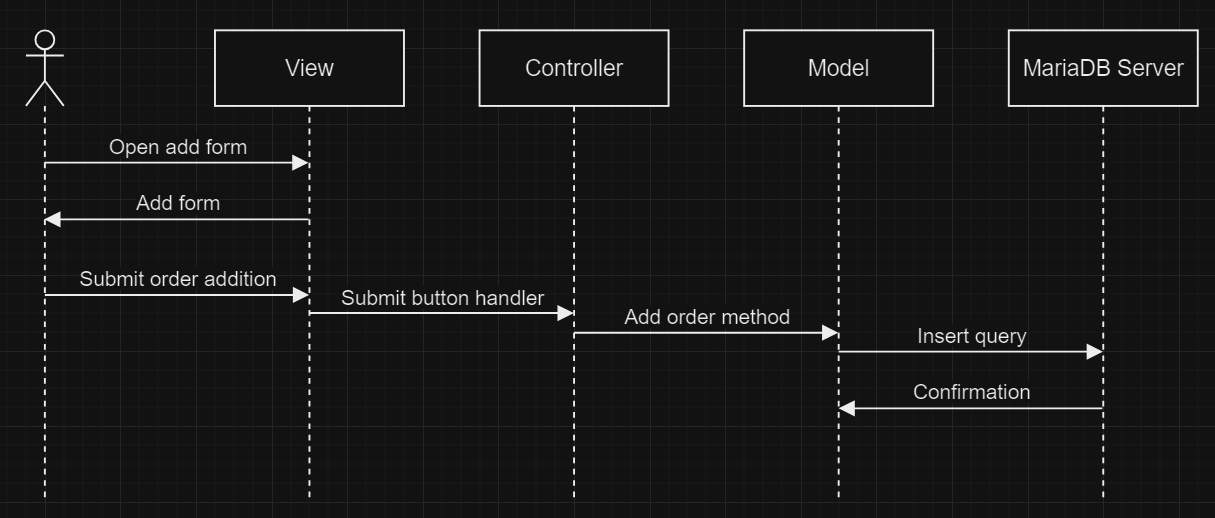 View
Controller
Model
MariaDB Server
Open add form
Add form
Submit order addition
Submit button handler
Add order method
Insert query
Confirmation